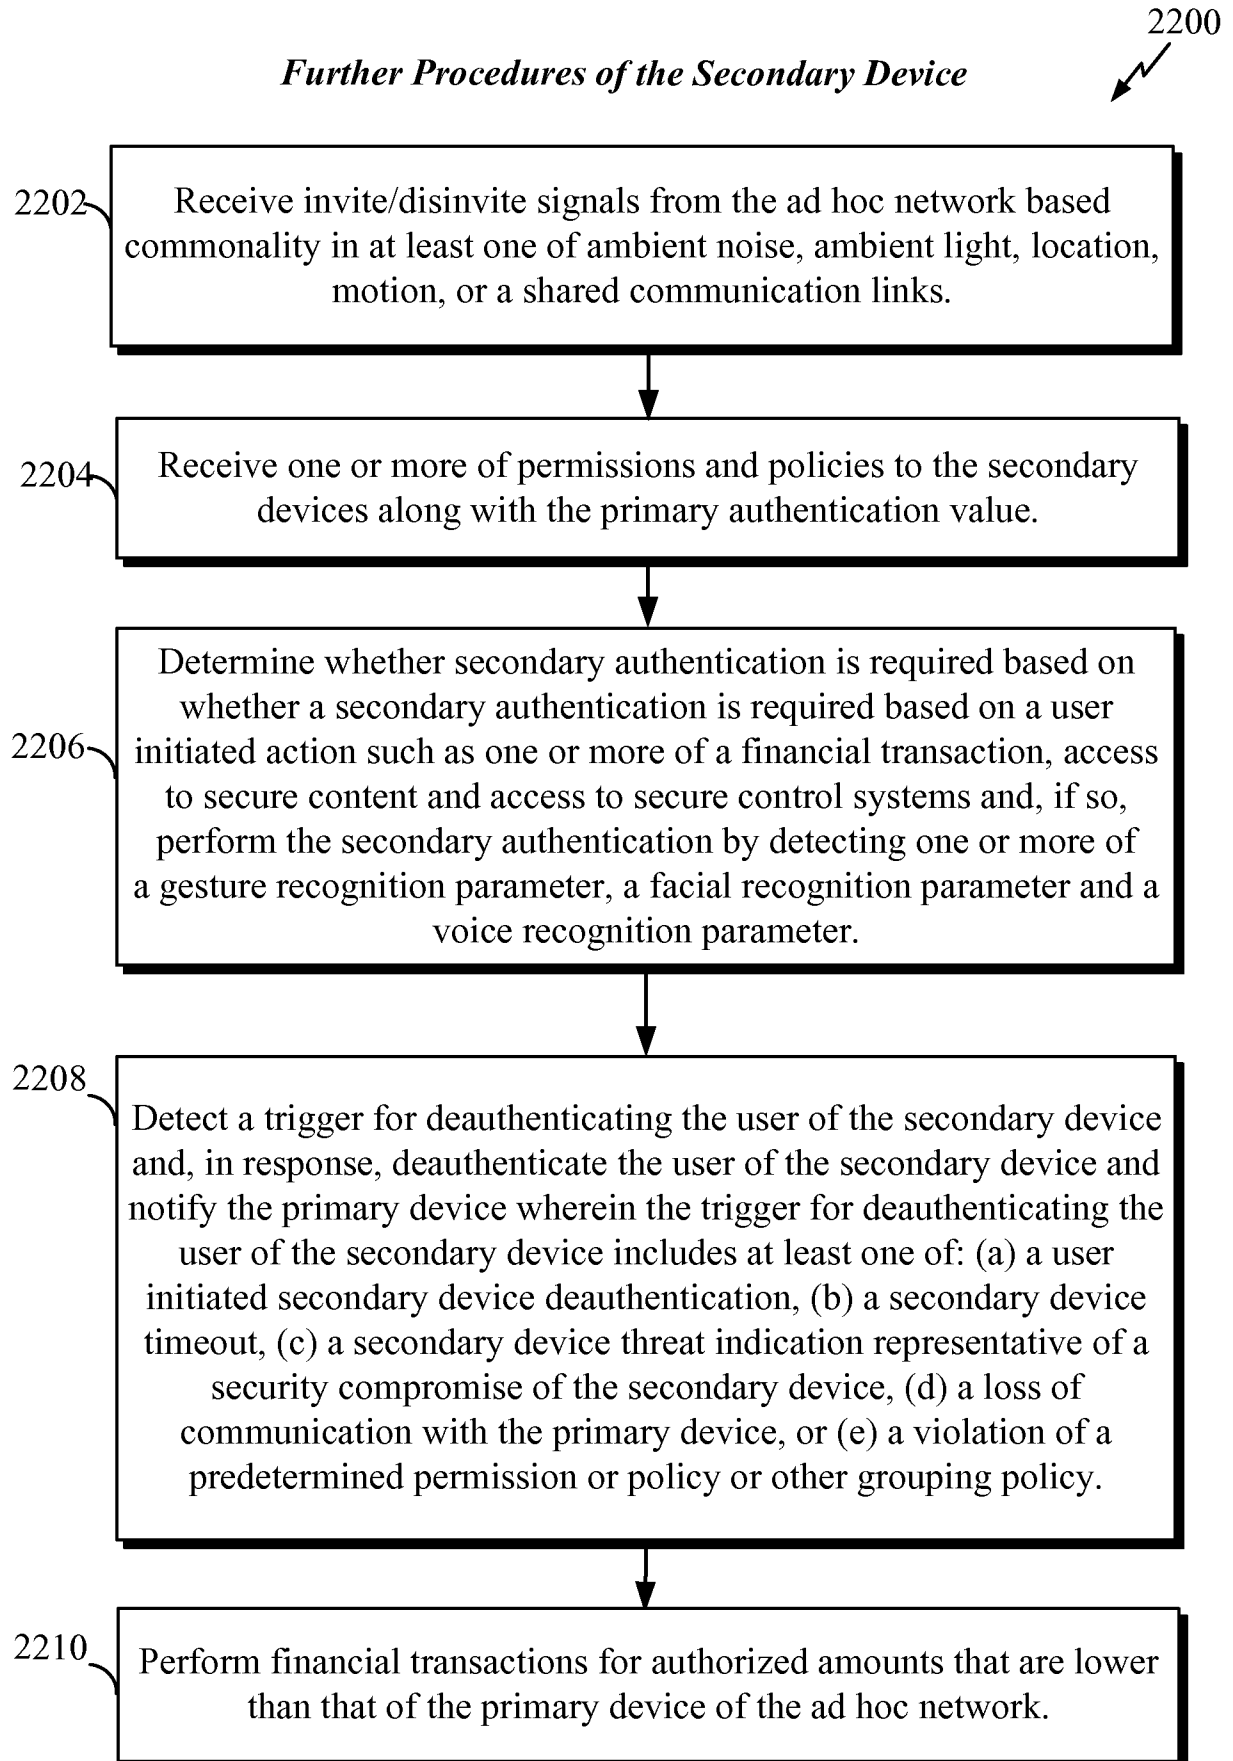 2200
Further Procedures of the Secondary Device
2202
Receive invite/disinvite signals from the ad hoc network based
commonality in at least one of ambient noise, ambient light, location,
motion, or a shared communication links.
2204
Receive one or more of permissions and policies to the secondary
devices along with the primary authentication value.
2206
Determine whether secondary authentication is required based on
whether a secondary authentication is required based on a user
initiated action such as one or more of a financial transaction, access
to secure content and access to secure control systems and, if so,
perform the secondary authentication by detecting one or more of
a gesture recognition parameter, a facial recognition parameter and a
voice recognition parameter.
2208
Detect a trigger for deauthenticating the user of the secondary device
and, in response, deauthenticate the user of the secondary device and
notify the primary device wherein the trigger for deauthenticating the
user of the secondary device includes at least one of: (a) a user
initiated secondary device deauthentication, (b) a secondary device
timeout, (c) a secondary device threat indication representative of a
security compromise of the secondary device, (d) a loss of
communication with the primary device, or (e) a violation of a
predetermined permission or policy or other grouping policy.
2210
Perform financial transactions for authorized amounts that are lower
than that of the primary device of the ad hoc network.